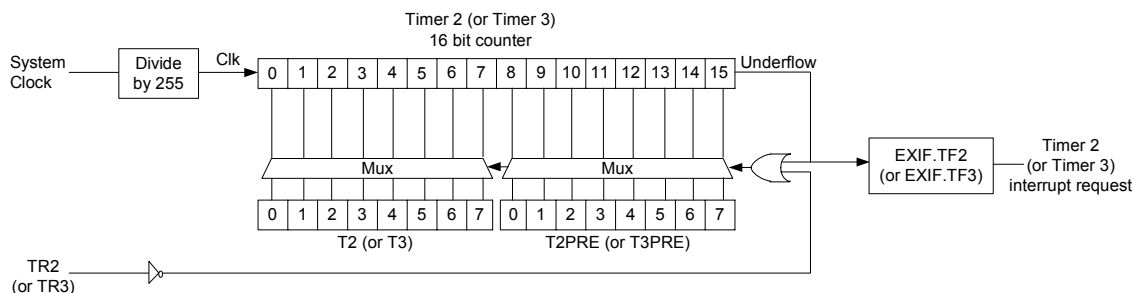 Timer 2 (or Timer 3)
16 bit counter
System
Clock
Divide
by 255
Clk
0 1 2 3 4 5 6 7 8 9 10 11 12 13 14 15
Underflow
Mux
Mux
EXIF.TF2
(or EXIF.TF3)
Timer 2
(or Timer 3)
interrupt request
0 1 2 3 4 5 6 7
0 1 2 3 4 5 6 7
T2 (or T3)
T2PRE (or T3PRE)
TR2
(or TR3)